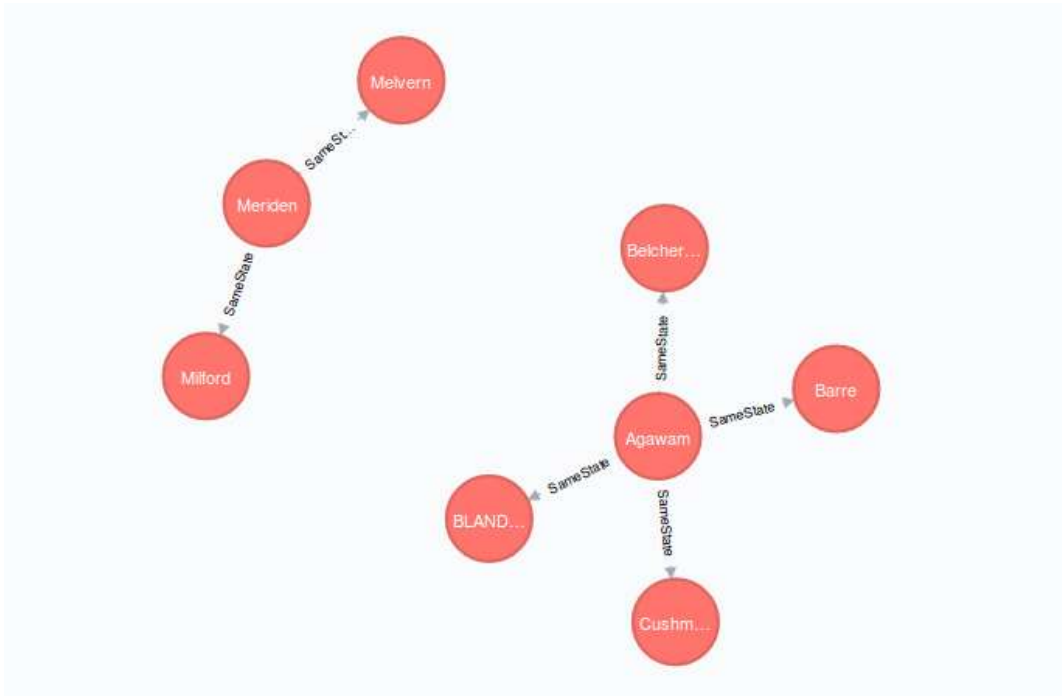 Melvern
SameSt...
Meriden
SameState
Milford
Belcher...
SameState
Barre
SameState
Agawam
SameState
BLAND...
SameState
Cushm...